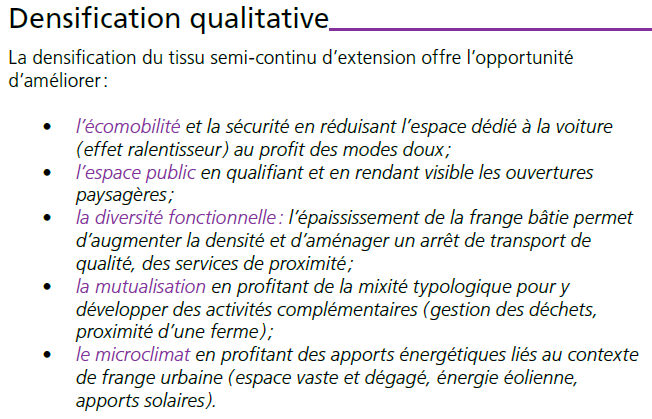 Densification qualitative
La densification du tissu semi-continu d'extension offre l'opportunité
d'améliorer :
• l'écomobilité et la sécurité en réduisant l'espace dédié à la voiture
(effet ralentisseur) au profit des modes doux ;
• l'espace public en qualifiant et en rendant visible les ouvertures
paysagères ;
• la diversité fonctionnelle : l'épaississement de la frange bâtie permet
d'augmenter la densité et d'aménager un arrêt de transport de
qualité, des services de proximité ;
• la mutualisation en profitant de la mixité typologique pour y
développer des activités complémentaires (gestion des déchets,
proximité d'une ferme) ;
• le microclimat en profitant des apports énergétiques liés au contexte
de frange urbaine (espace vaste et dégagé, énergie éolienne,
apports solaires).